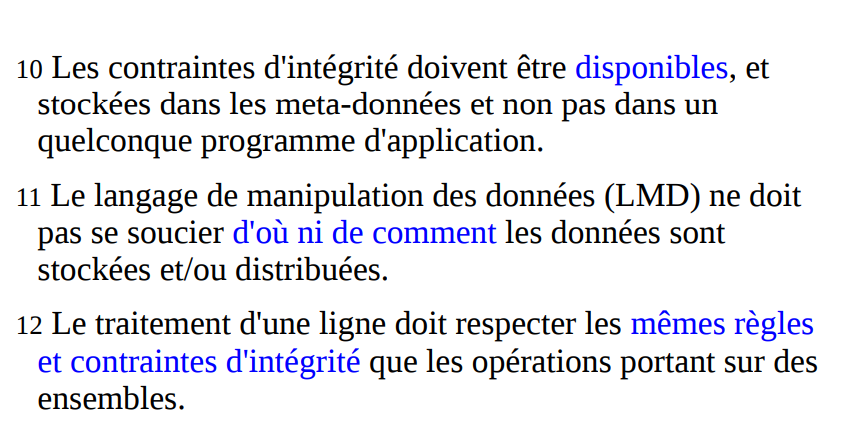 10 Les contraintes d'intégrité doivent être disponibles, et
stockées dans les meta-données et non pas dans un
quelconque programme d'application.
11 Le langage de manipulation des données (LMD) ne doit
pas se soucier d'où ni de comment les données sont
stockées et/ou distribuées.
12 Le traitement d'une ligne doit respecter les mêmes règles
et contraintes d'intégrité que les opérations portant sur des
ensembles.